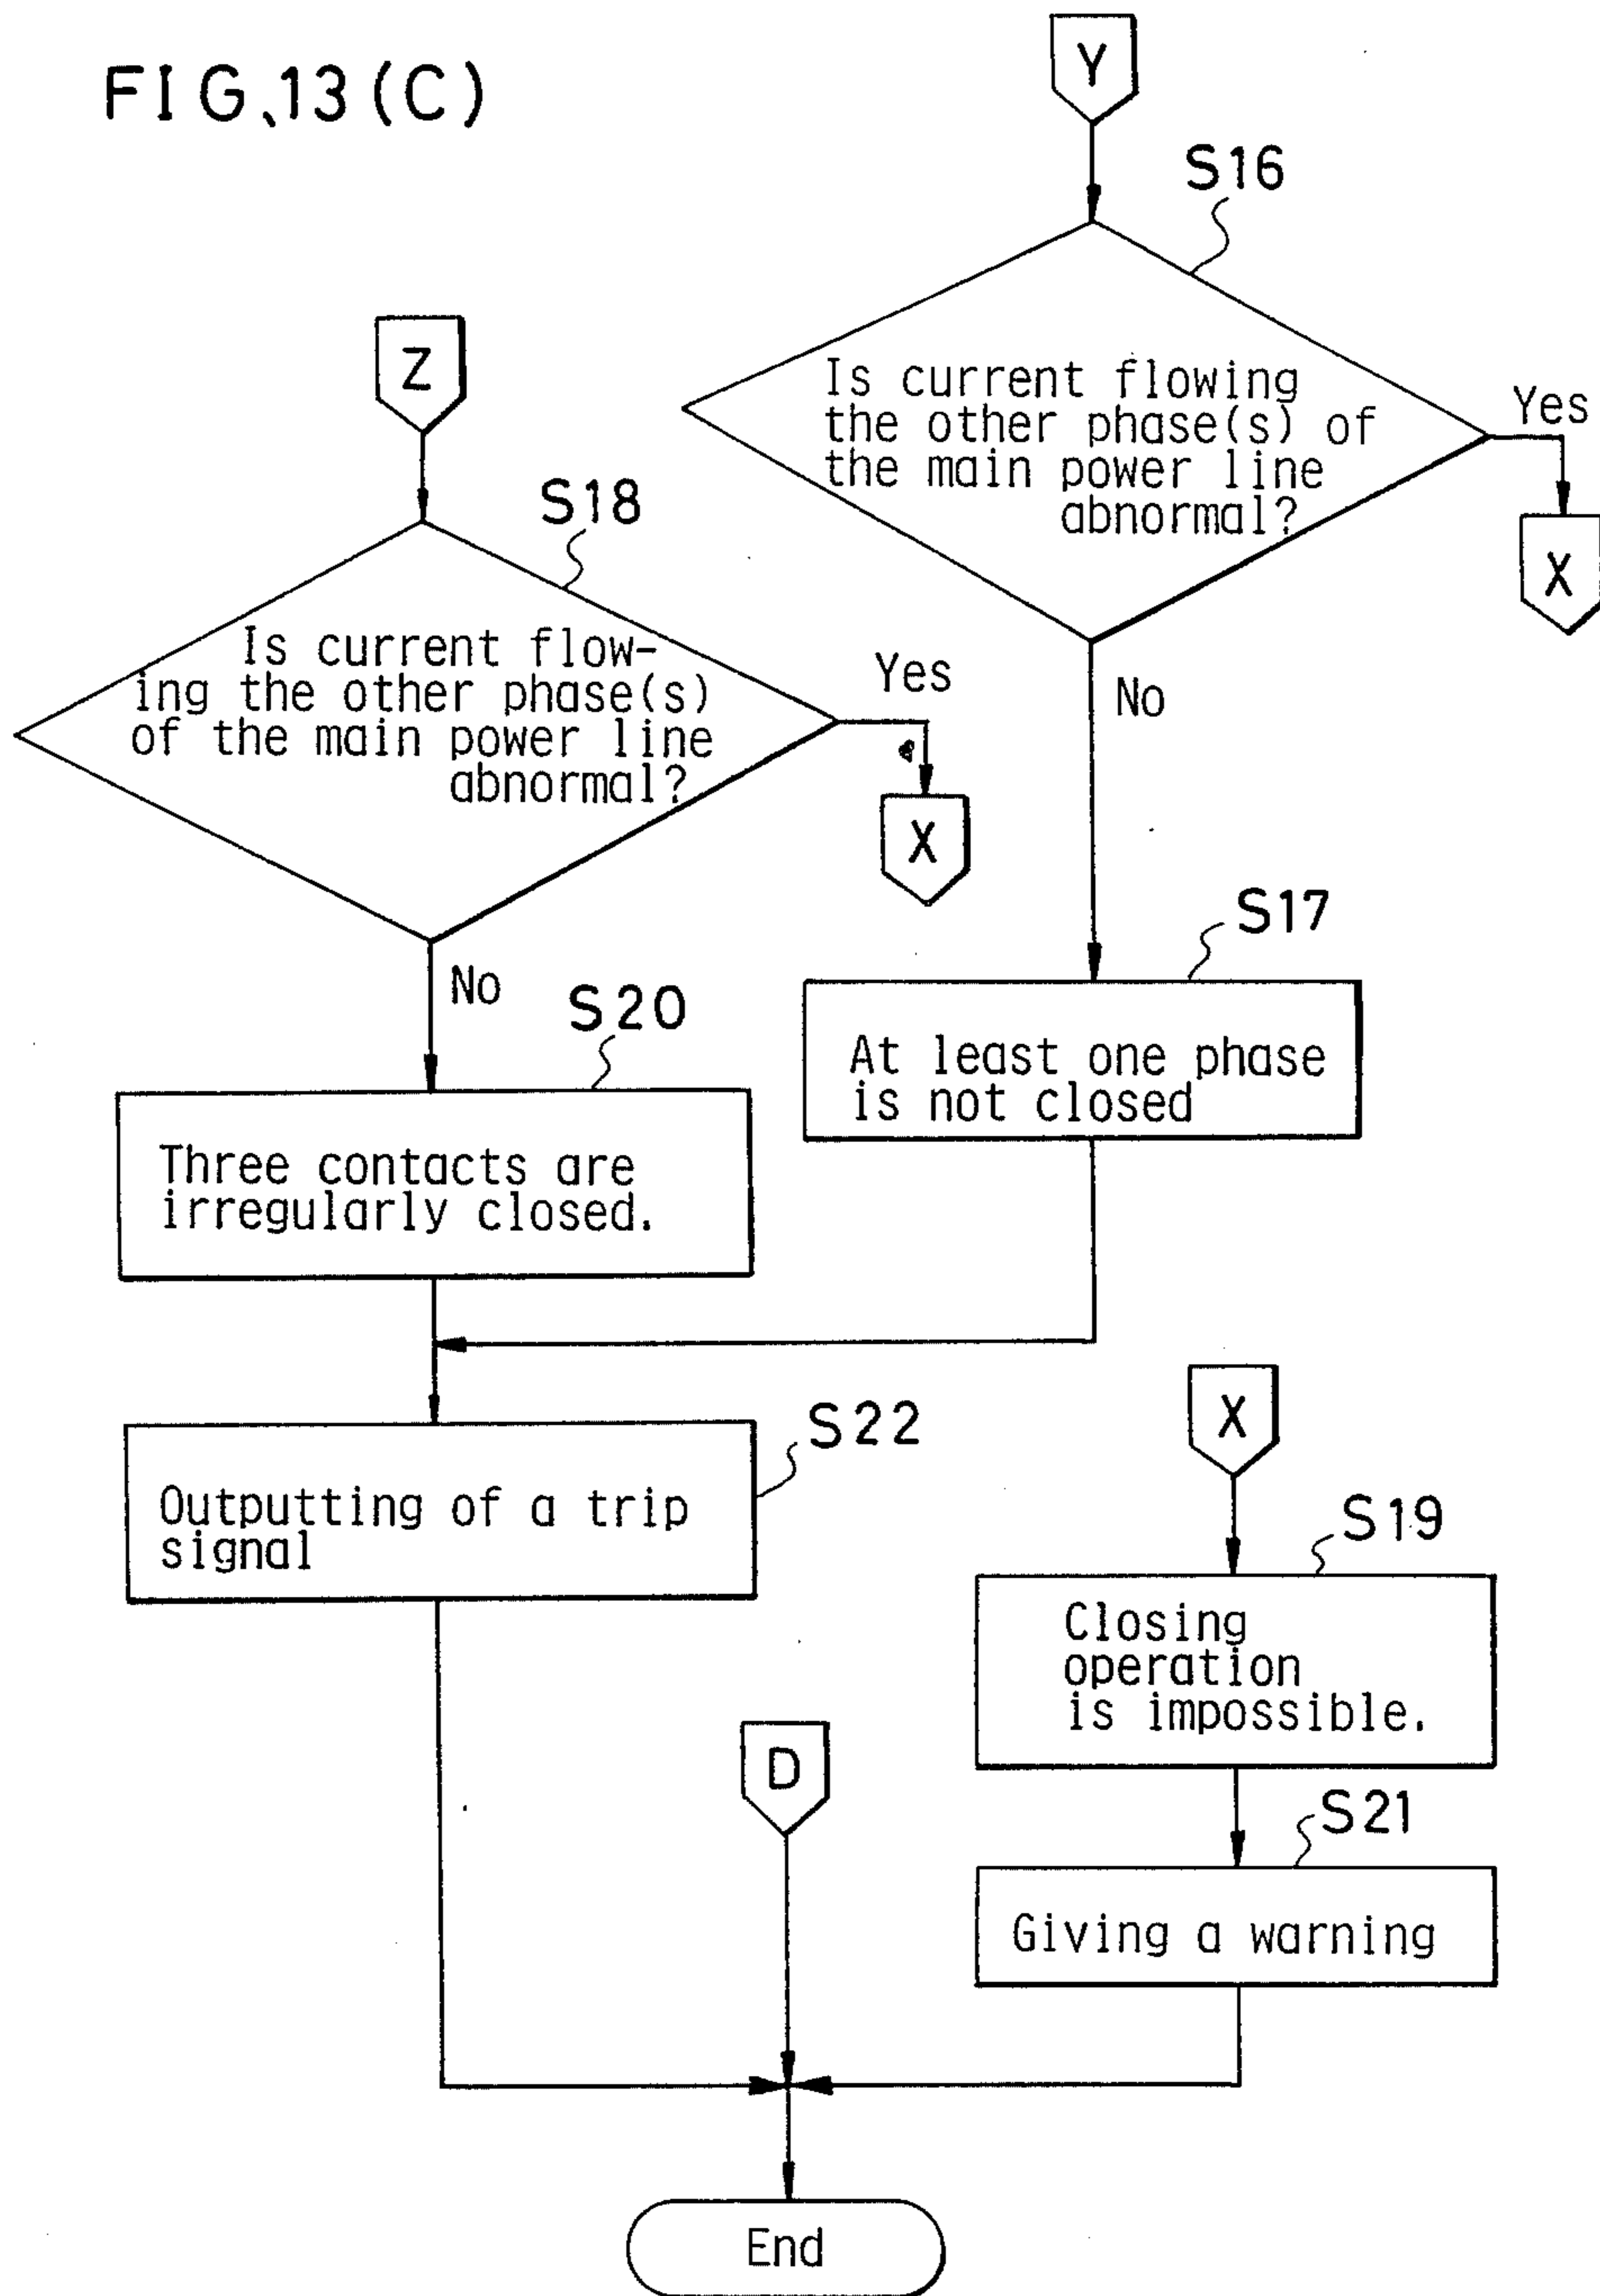 FIG.13(C)
Y
S16
Is current flowing
the other phase(s) of
the main power line
abnormal?
Yes
X
No
Z
S18
Is current flow-
ing the other phase(s)
of the main power line
abnormal?
Yes
X
No
S17
At least one phase
is not closed
S20
Three contacts are
irregularly closed.
S22
Outputting of a trip
signal
X
S19
Closing
operation
is impossible.
S21
Giving a warning
D
End